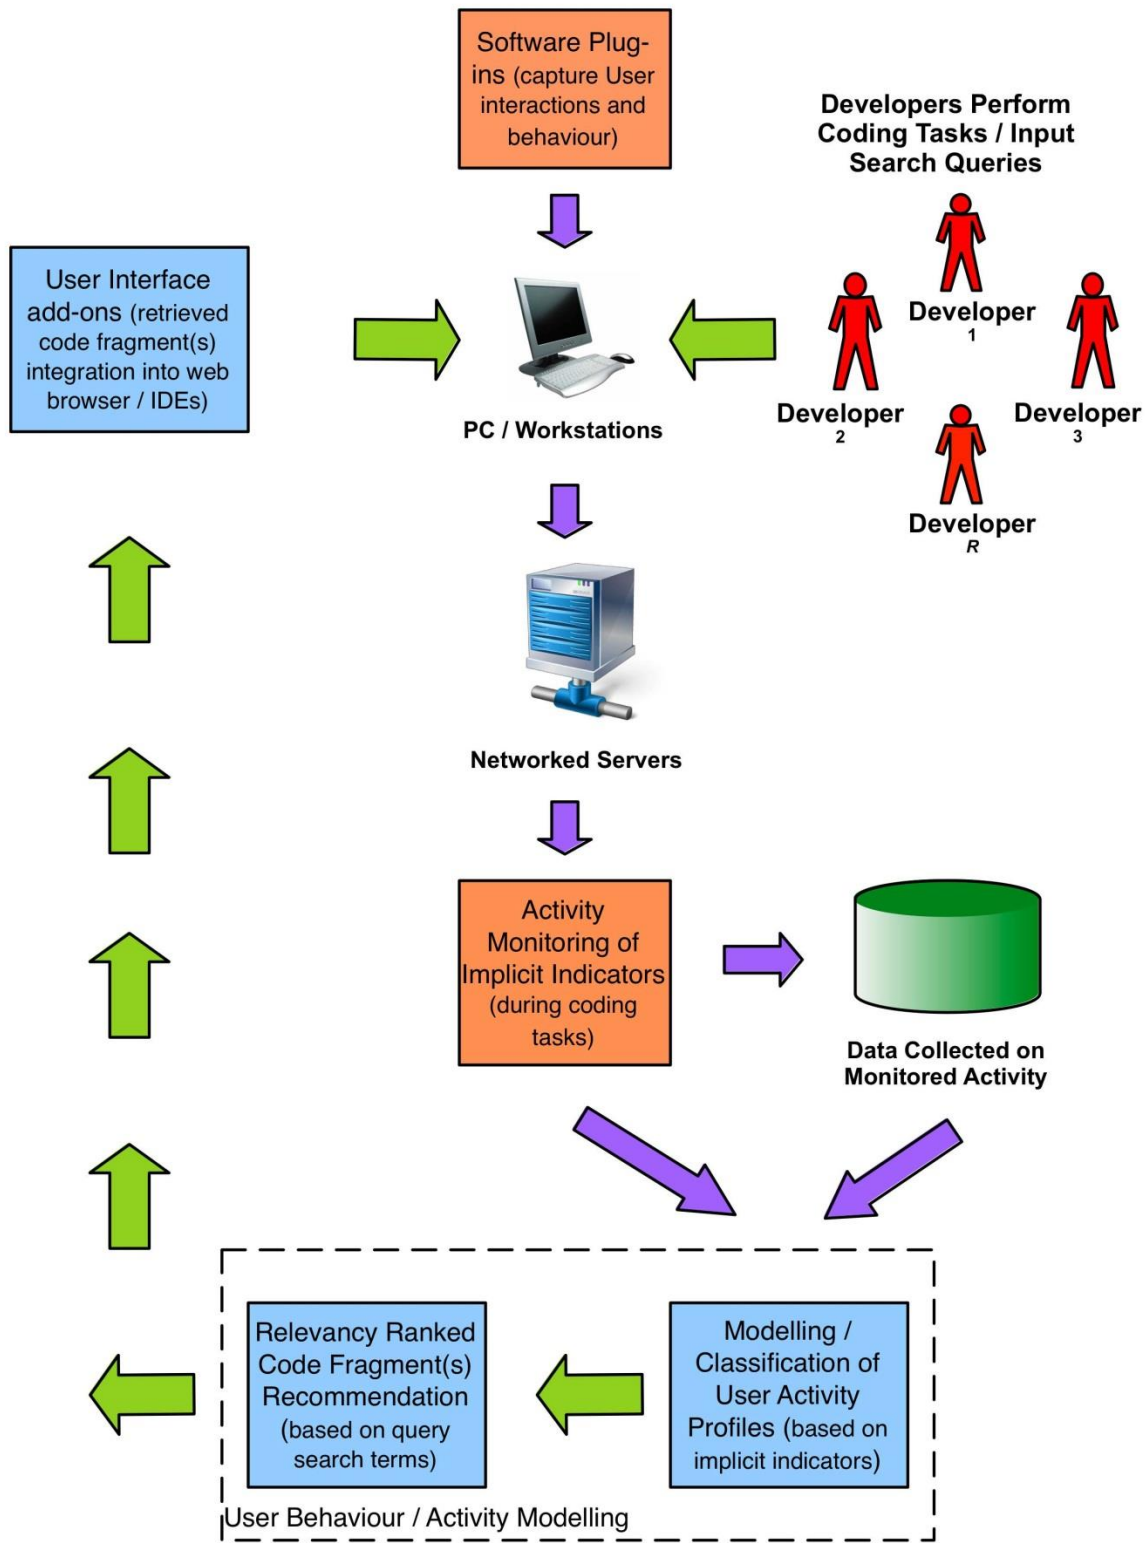 Software Plug-
ins (capture User
interactions and
behaviour)
Developers Perform
Coding Tasks / Input
Search Queries
User Interface
add-ons (retrieved
code fragment(s)
integration into web
browser / IDEs)
Developer
1
Developer
2
Developer
3
Developer
R
PC / Workstations
Networked Servers
Activity
Monitoring of
Implicit Indicators
(during coding
tasks)
Data Collected on
Monitored Activity
Relevancy Ranked
Code Fragment(s)
Recommendation
(based on query
search terms)
Modelling /
Classification of
User Activity
Profiles (based on
implicit indicators)
User Behaviour / Activity Modelling